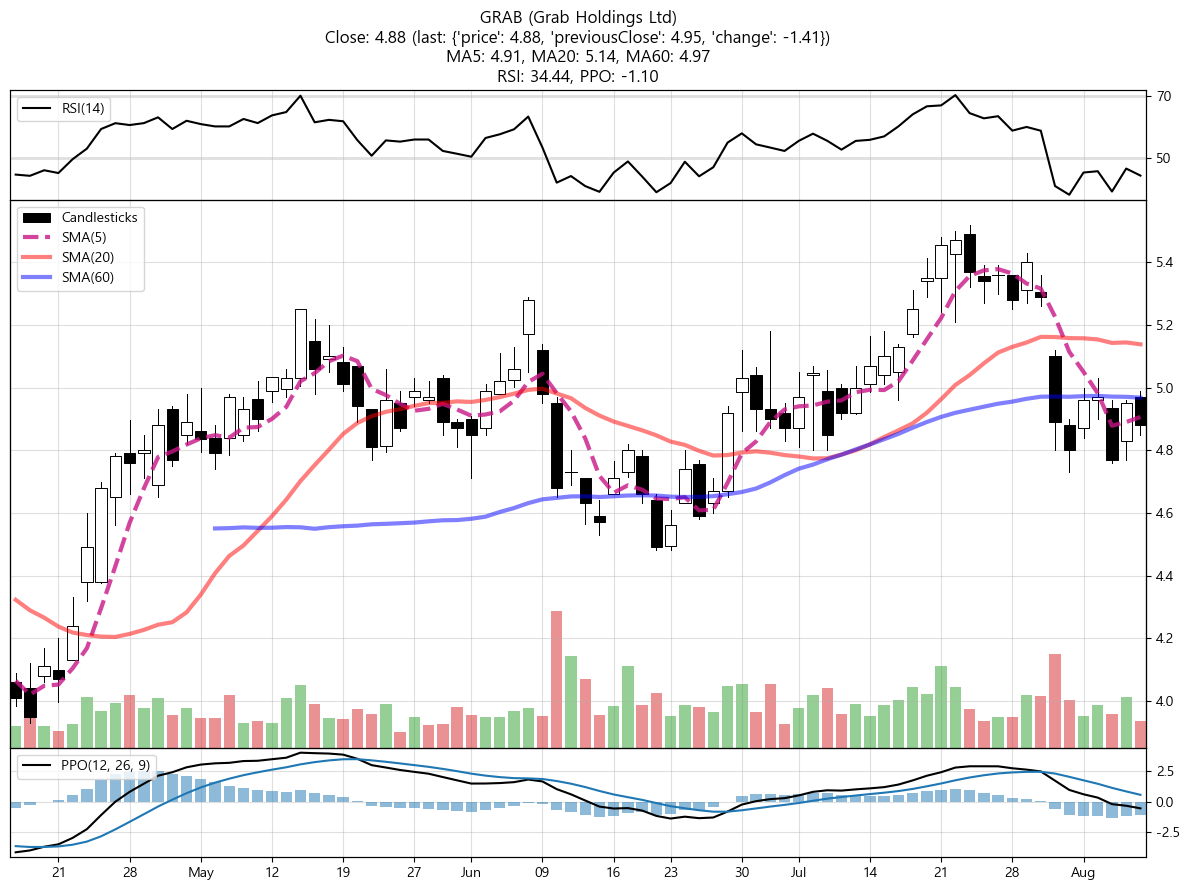 GRAB (Grab Holdings Ltd)
Close: 4.88 (last: {'price': 4.88, 'previousClose': 4.95, 'change': -1.41})
MA5: 4.91, MA20: 5.14, MA60: 4.97
RSI: 34.44, PPO: -1.10
RSI(14)
70
50
Candlesticks
SMA(5)
SMA(20)
SMA(60)
5.4
5.2
5.0
4.8
4.6
4.4
4.2
4.0
PPO(12, 26, 9)
2.5
0.0
−2.5
21 28 May 12 19 27 Jun 09 16 23 30 Jul 14 21 28 Aug